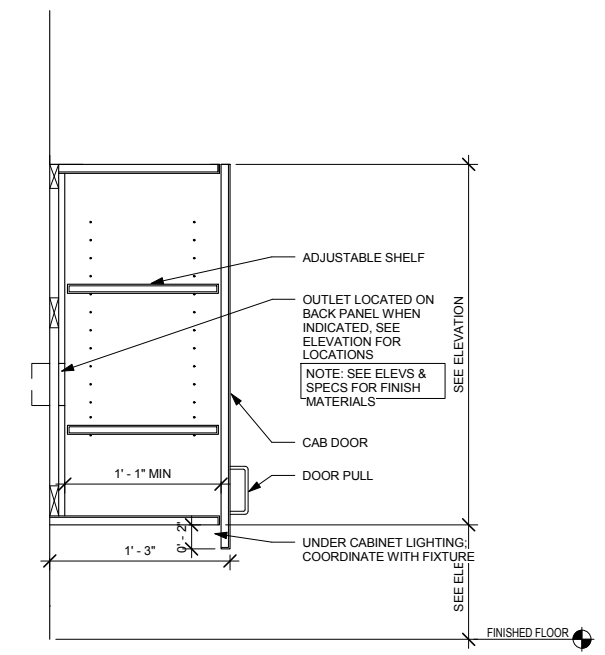 ADJUSTABLE SHELF
OUTLET LOCATED ON
BACK PANEL WHEN
INDICATED, SEE
ELEVATION FOR
LOCATIONS
NOTE: SEE ELEVS &
SPECS FOR FINISH
MATERIALS
SEE ELEVATION
CAB DOOR
DOOR PULL
1' - 1" MIN
0' - 2"
1' - 3"
UNDER CABINET LIGHTING;
COORDINATE WITH FIXTURE
SEE ELE
FINISHED FLOOR